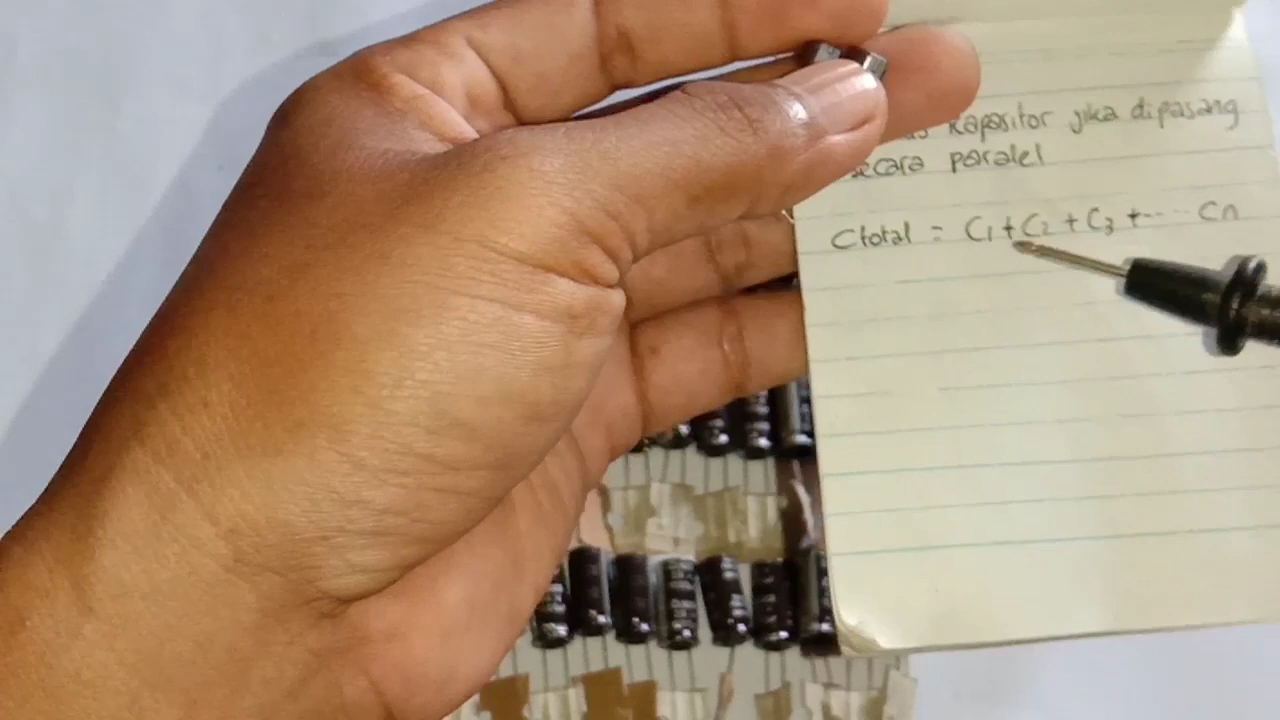 Kapasitor jika dipasang
secara paralel
Ctotal = C1 + C2 + C3 + ---- Cn